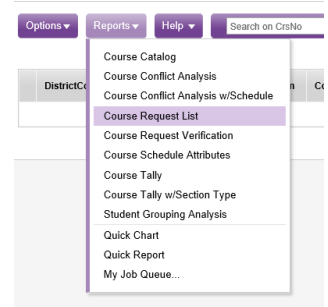 Options Reports Help Search on CrsNo
Course Catalog
Course Conflict Analysis
DistrictCo
Course Conflict Analysis w/Schedule
Course Request List
Course Request Verification
Course Schedule Attributes
Course Tally
Course Tally w/Section Type
Student Grouping Analysis
Quick Chart
Quick Report
My Job Queue...